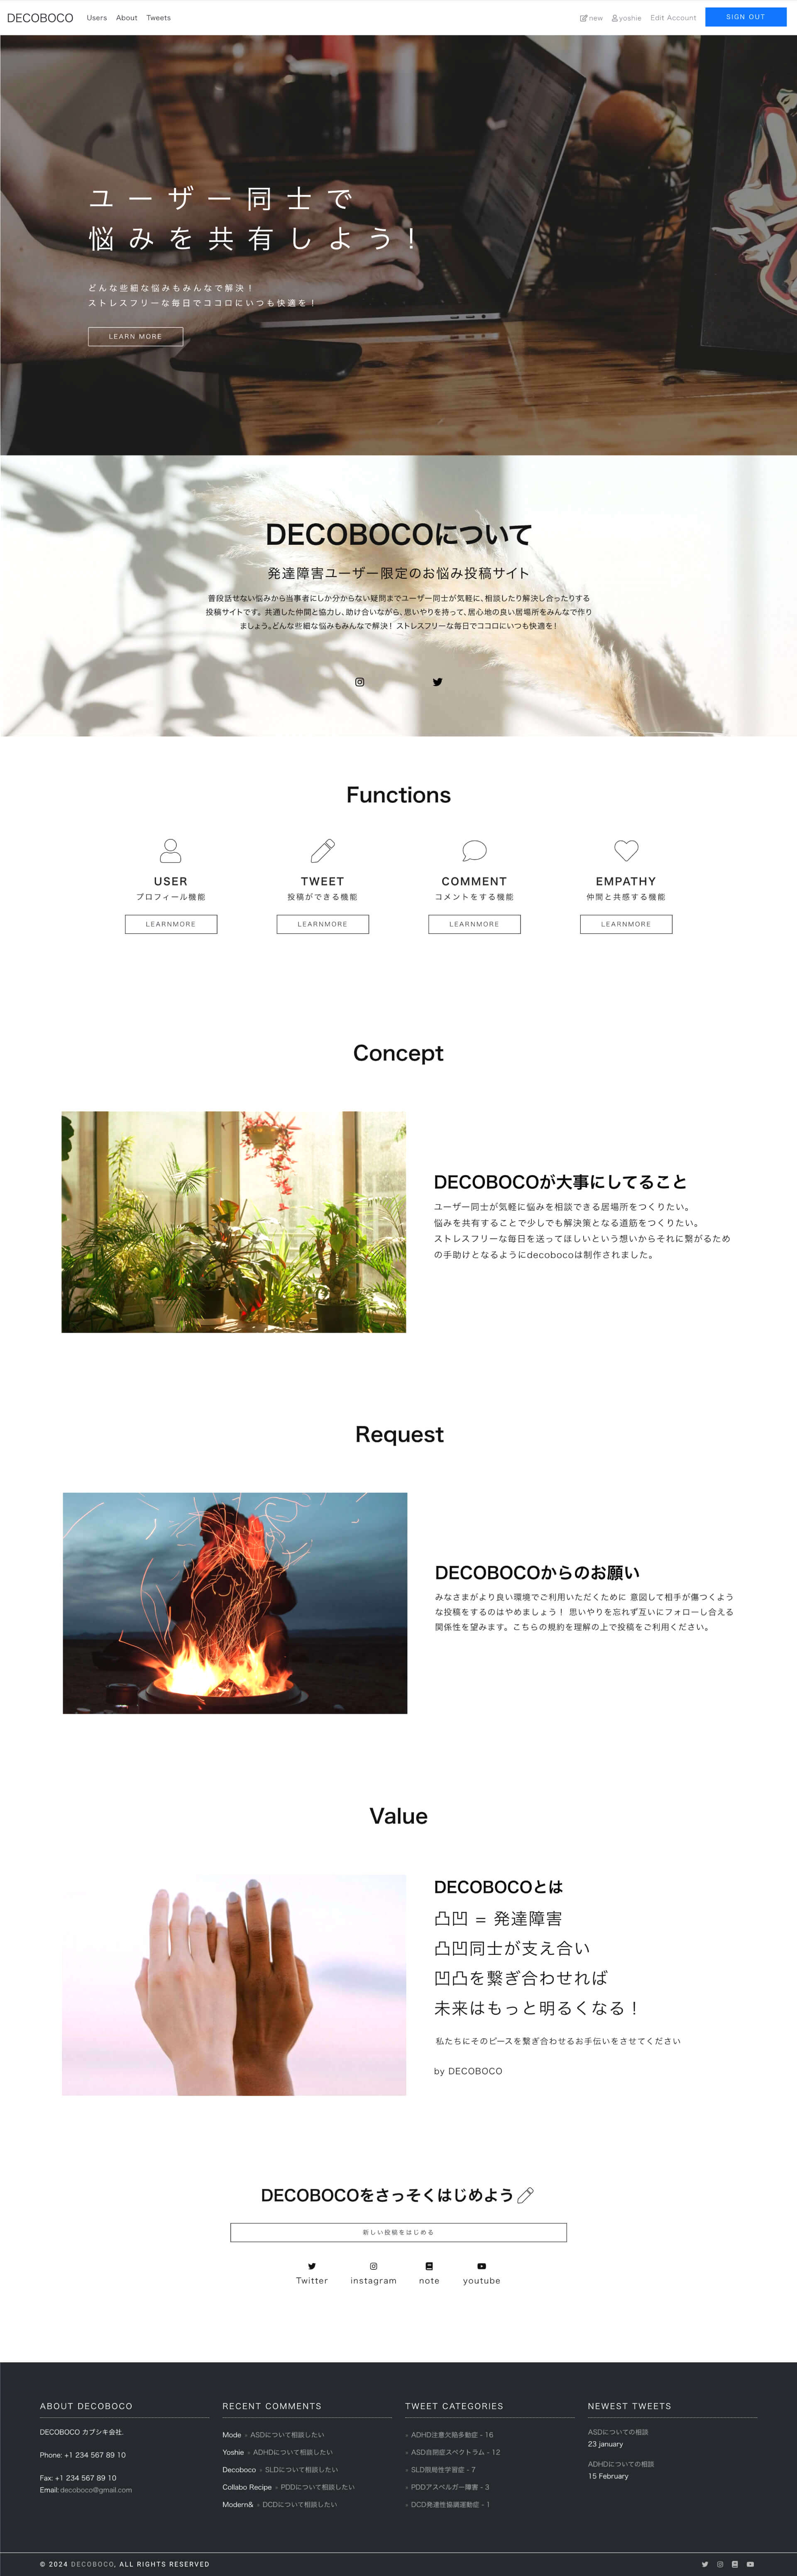 DECOBOCO Users About Tweets new yoshie Edit Account SIGN OUT
ユーザー同士で
悩みを共有しよう！
どんな些細な悩みもみんなで解決！
ストレスフリーな毎日でココロにいつも快適を！
LEARN MORE
DECOBOCOについて
発達障害ユーザー限定のお悩み投稿サイト
普段話せない悩みから当事者にしか分からない疑問までユーザー同士が気軽に、相談したり解決し合ったりする
投稿サイトです。 共通した仲間と協力し、助け合いながら、思いやりを持って、居心地の良い居場所をみんなで作り
ましょう。どんな些細な悩みもみんなで解決！ ストレスフリーな毎日でココロにいつも快適を！
Functions
USER
プロフィール機能
LEARNMORE
TWEET
投稿ができる機能
LEARNMORE
COMMENT
コメントをする機能
LEARNMORE
EMPATHY
仲間と共感する機能
LEARNMORE
Concept
DECOBOCOが大事にしてること
ユーザー同士が気軽に悩みを相談できる居場所をつくりたい。
悩みを共有することで少しでも解決策となる道筋をつくりたい。
ストレスフリーな毎日を送ってほしいという想いからそれに繋がるため
の手助けとなるようにdecobocoは制作されました。
Request
DECOBOCOからのお願い
みなさまがより良い環境でご利用いただくために 意図して相手が傷つくよう
な投稿をするのはやめましょう！ 思いやりを忘れず互いにフォローし合える
関係性を望みます。こちらの規約を理解の上で投稿をご利用ください。
Value
DECOBOCOとは
凸凹 = 発達障害
凸凹同士が支え合い
凹凸を繋ぎ合わせれば
未来はもっと明るくなる！
私たちにそのピースを繋ぎ合わせるお手伝いをさせてください
by DECOBOCO
DECOBOCOをさっそくはじめよう
新しい投稿をはじめる
Twitter instagram note youtube
ABOUT DECOBOCO
DECOBOCO カブシキ会社.
Phone: +1 234 567 89 10
Fax: +1 234 567 89 10
Email: decoboco@gmail.com
RECENT COMMENTS
Mode » ASDについて相談したい
Yoshie » ADHDについて相談したい
Decoboco » SLDについて相談したい
Collabo Recipe » PDDについて相談したい
Modern& » DCDについて相談したい
TWEET CATEGORIES
» ADHD注意欠陥多動症 - 16
» ASD自閉症スペクトラム - 12
» SLD限局性学習症 - 7
» PDDアスペルガー障害 - 3
» DCD発達性協調運動症 - 1
NEWEST TWEETS
ASDについての相談
23 january
ADHDについての相談
15 February
© 2024 DECOBOCO, ALL RIGHTS RESERVED